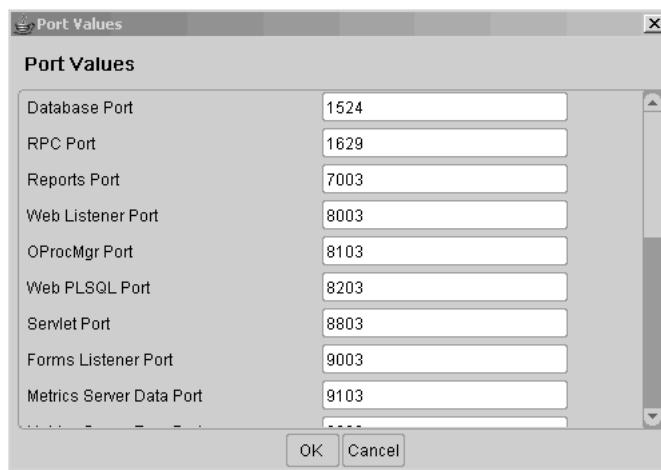 Port Values
Port Values
Database Port 1524
RPC Port 1629
Reports Port 7003
Web Listener Port 8003
OProcMgr Port 8103
Web PLSQL Port 8203
Servlet Port 8803
Forms Listener Port 9003
Metrics Server Data Port 9103
OK Cancel